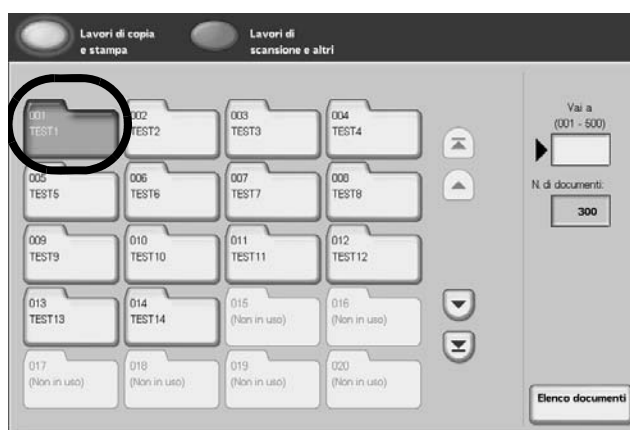 Lavori di copia
e stampa
Lavori di
scansione e altri
001
TEST1
002
TEST2
003
TEST3
004
TEST4
005
TEST5
006
TEST6
007
TEST7
008
TEST8
009
TEST9
010
TEST10
011
TEST11
012
TEST12
013
TEST13
014
TEST14
015
(Non in uso)
016
(Non in uso)
017
(Non in uso)
018
(Non in uso)
019
(Non in uso)
020
(Non in uso)
Vai a
(001 - 500)
N. di documenti:
300
Elenco documenti